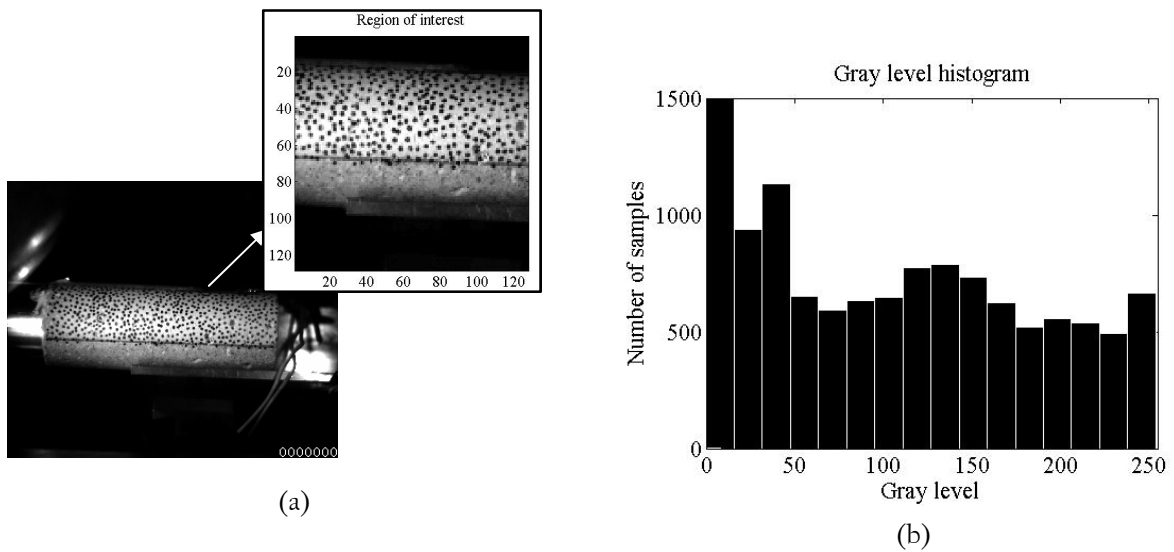 Region of interest
20
40
60
80
100
120
20 40 60 80 100 120
0000000
(a)
Gray level histogram
1500
1000
500
0
Number of samples
0 50 100 150 200 250
Gray level
(b)